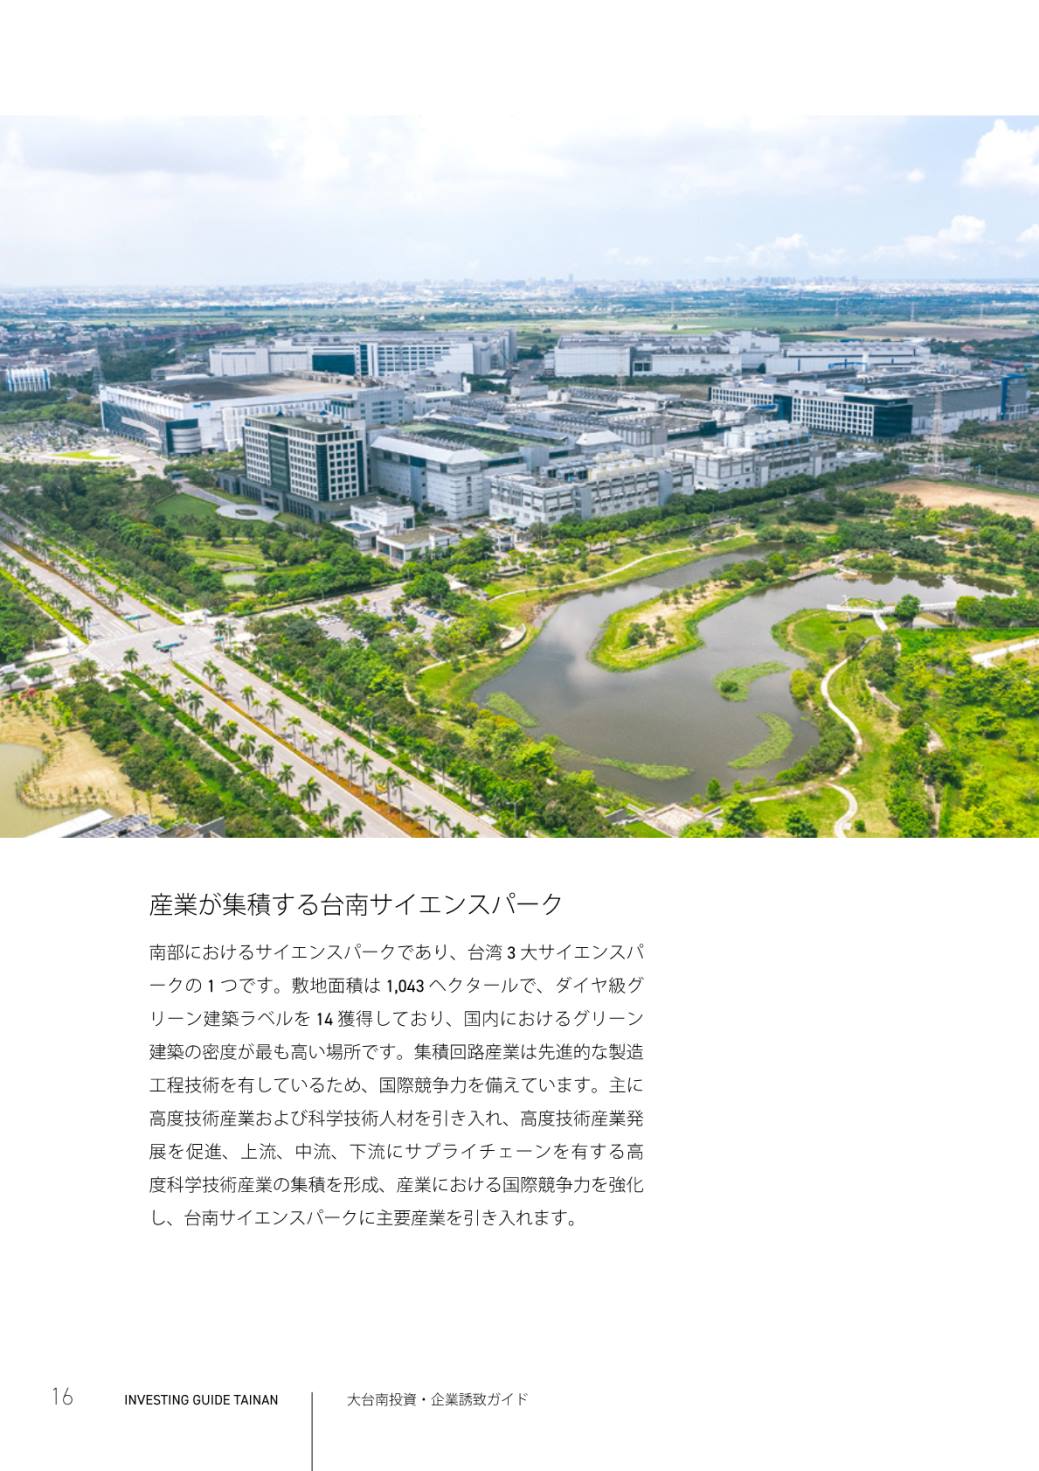 産業が集積する台南サイエンスパーク
南部におけるサイエンスパークであり、台湾 3 大サイエンスパ
ークの 1 つです。敷地面積は 1,043 ヘクタールで、ダイヤ級グ
リーン建築ラベルを 14 獲得しており、国内におけるグリーン
建築の密度が最も高い場所です。集積回路産業は先進的な製造
工程技術を有しているため、国際競争力を備えています。主に
高度技術産業および科学技術人材を引き入れ、高度技術産業発
展を促進、上流、中流、下流にサプライチェーンを有する高
度科学技術産業の集積を形成、産業における国際競争力を強化
し、台南サイエンスパークに主要産業を引き入れます。
16 INVESTING GUIDE TAINAN 大台南投資・企業誘致ガイド